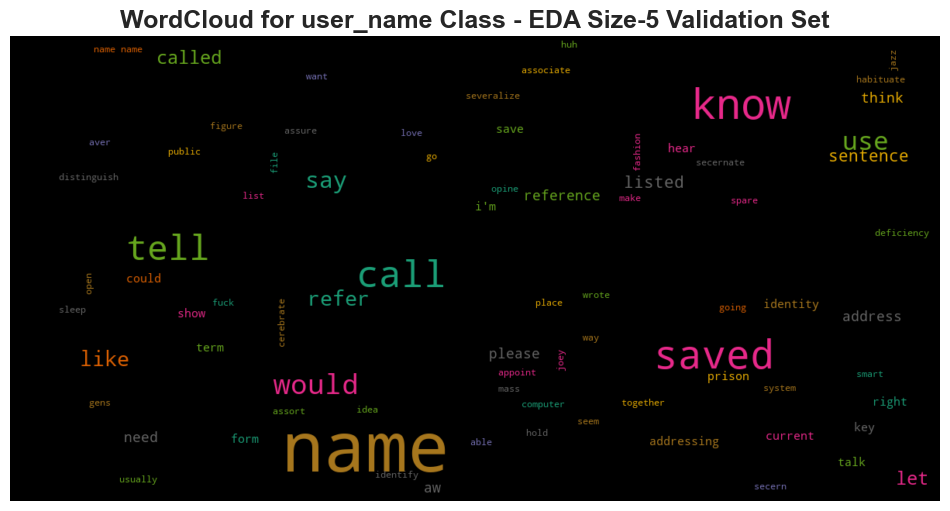 WordCloud for user_name Class - EDA Size-5 Validation Set
name name
called
huh
jazz
want
associate
habituate
severalize
know
think
figure
assure
love
save
use
aver
public
file
go
fashion
hear
sentence
secernate
distinguish
say
opine
listed
list
i'm
reference
make
spare
tell
deficiency
call
open
could
sleep
fuck
refer
place
wrote
going
identity
show
cerebrate
address
term
way
like
please
joey
saved
would
appoint
prison
smart
mass
system
gens
assort
idea
computer
together
right
name
seem
need
form
able
hold
addressing
current
key
talk
usually
identify
aw
secern
let